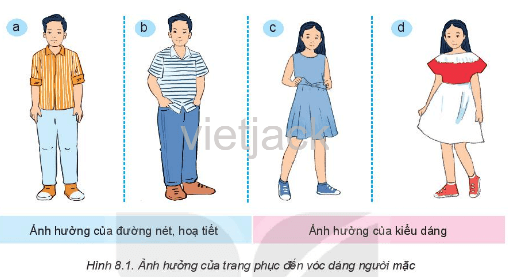 a
b
c
d
vietjack
Ảnh hưởng của đường nét, hoạ tiết
Ảnh hưởng của kiểu dáng
Hình 8.1. Ảnh hưởng của trang phục đến vóc dáng người mặc